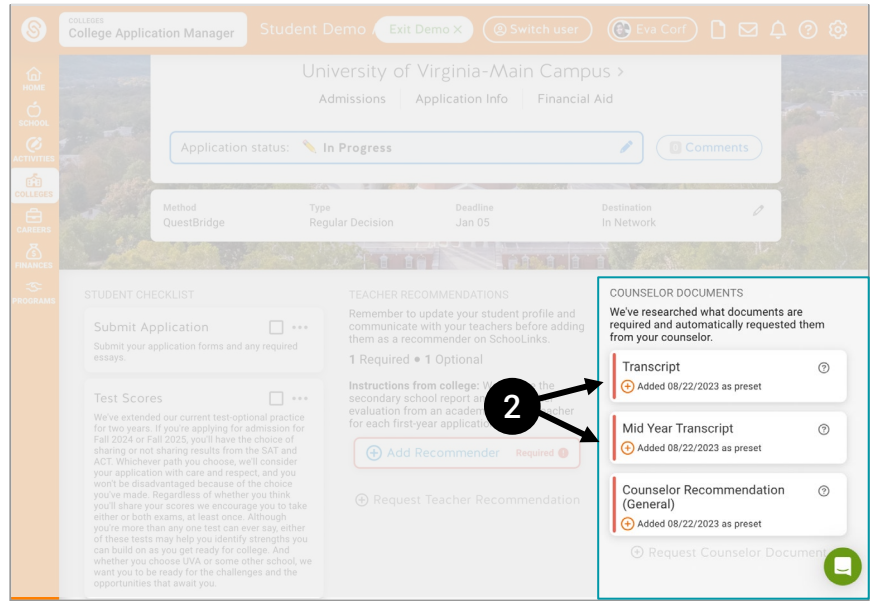 COLLEGES
College Application Manager
Student Demo
Exit Demo ×
Switch user
Eva Corf
HOME
SCHOOL
ACTIVITIES
COLLEGES
CAREERS
FINANCES
PROGRAMS
University of Virginia-Main Campus >
Admissions
Application Info
Financial Aid
Application status:
In Progress
Comments
Method
Type
Deadline
Destination
QuestBridge
Regular Decision
Jan 05
In Network
STUDENT CHECKLIST
Submit Application
Submit your application forms and any required
essays.
Test Scores
We've extended our current test-optional practice
for two years. If you're applying for admission for
Fall 2024 or Fall 2025, you'll have the choice of
sharing or not sharing results from the SAT and
ACT. Whichever path you choose, we'll consider
your application with care and respect, and you
won't be disadvantaged because of the choice
you've made. Regardless of whether you think
you'll share your scores we encourage you to take
either or both exams, at least once. Although
you're more than any one test can ever say, either
of these tests may help you identify strengths you
can build on as you get ready for college. And
whether you choose UVA or some other school, we
want you to be ready for the challenges and the
opportunities that await you.
TEACHER RECOMMENDATIONS
Remember to update your student profile and
communicate with your teachers before adding
them as a recommender on SchooLinks.
1 Required • 1 Optional
Instructions from college: W the
secondary school report an
evaluation from an academ acher
for each first-year applicatio
2
Add Recommender
Required
Request Teacher Recommendation
COUNSELOR DOCUMENTS
We've researched what documents are
required and automatically requested them
from your counselor.
Transcript
Added 08/22/2023 as preset
Mid Year Transcript
Added 08/22/2023 as preset
Counselor Recommendation
(General)
Added 08/22/2023 as preset
Request Counselor Document